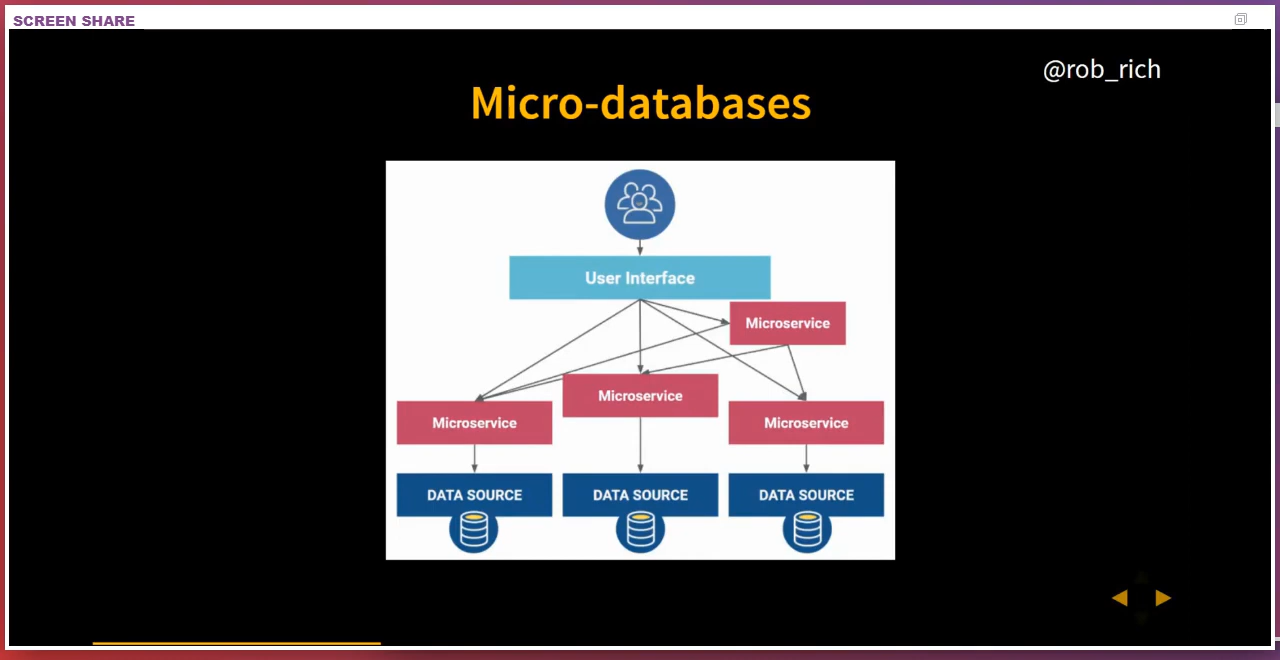 SCREEN SHARE
@rob_rich
Micro-databases
User Interface
Microservice
Microservice
Microservice
Microservice
DATA SOURCE
DATA SOURCE
DATA SOURCE